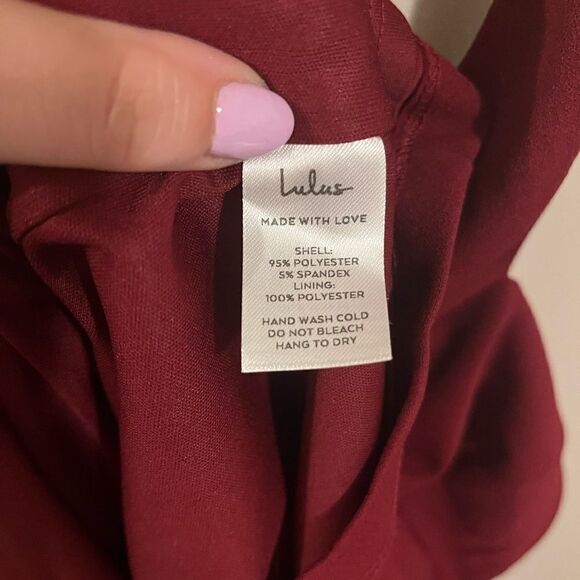 Lulus
MADE WITH LOVE
SHELL:
95% POLYESTER
5% SPANDEX
LINING:
100% POLYESTER
HAND WASH COLD
DO NOT BLEACH
HANG TO DRY